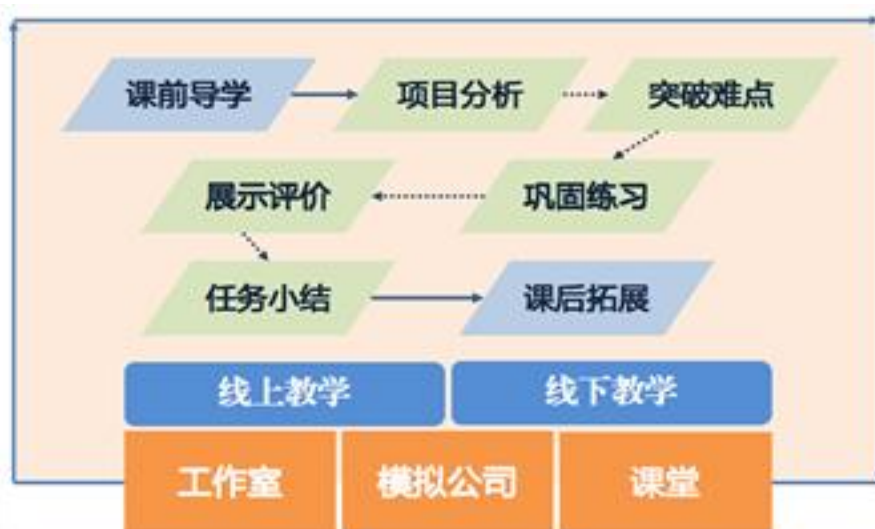 课前导学 项目分析 突破难点
展示评价 巩固练习
任务小结 课后拓展
线上教学 线下教学
工作室 模拟公司 课堂